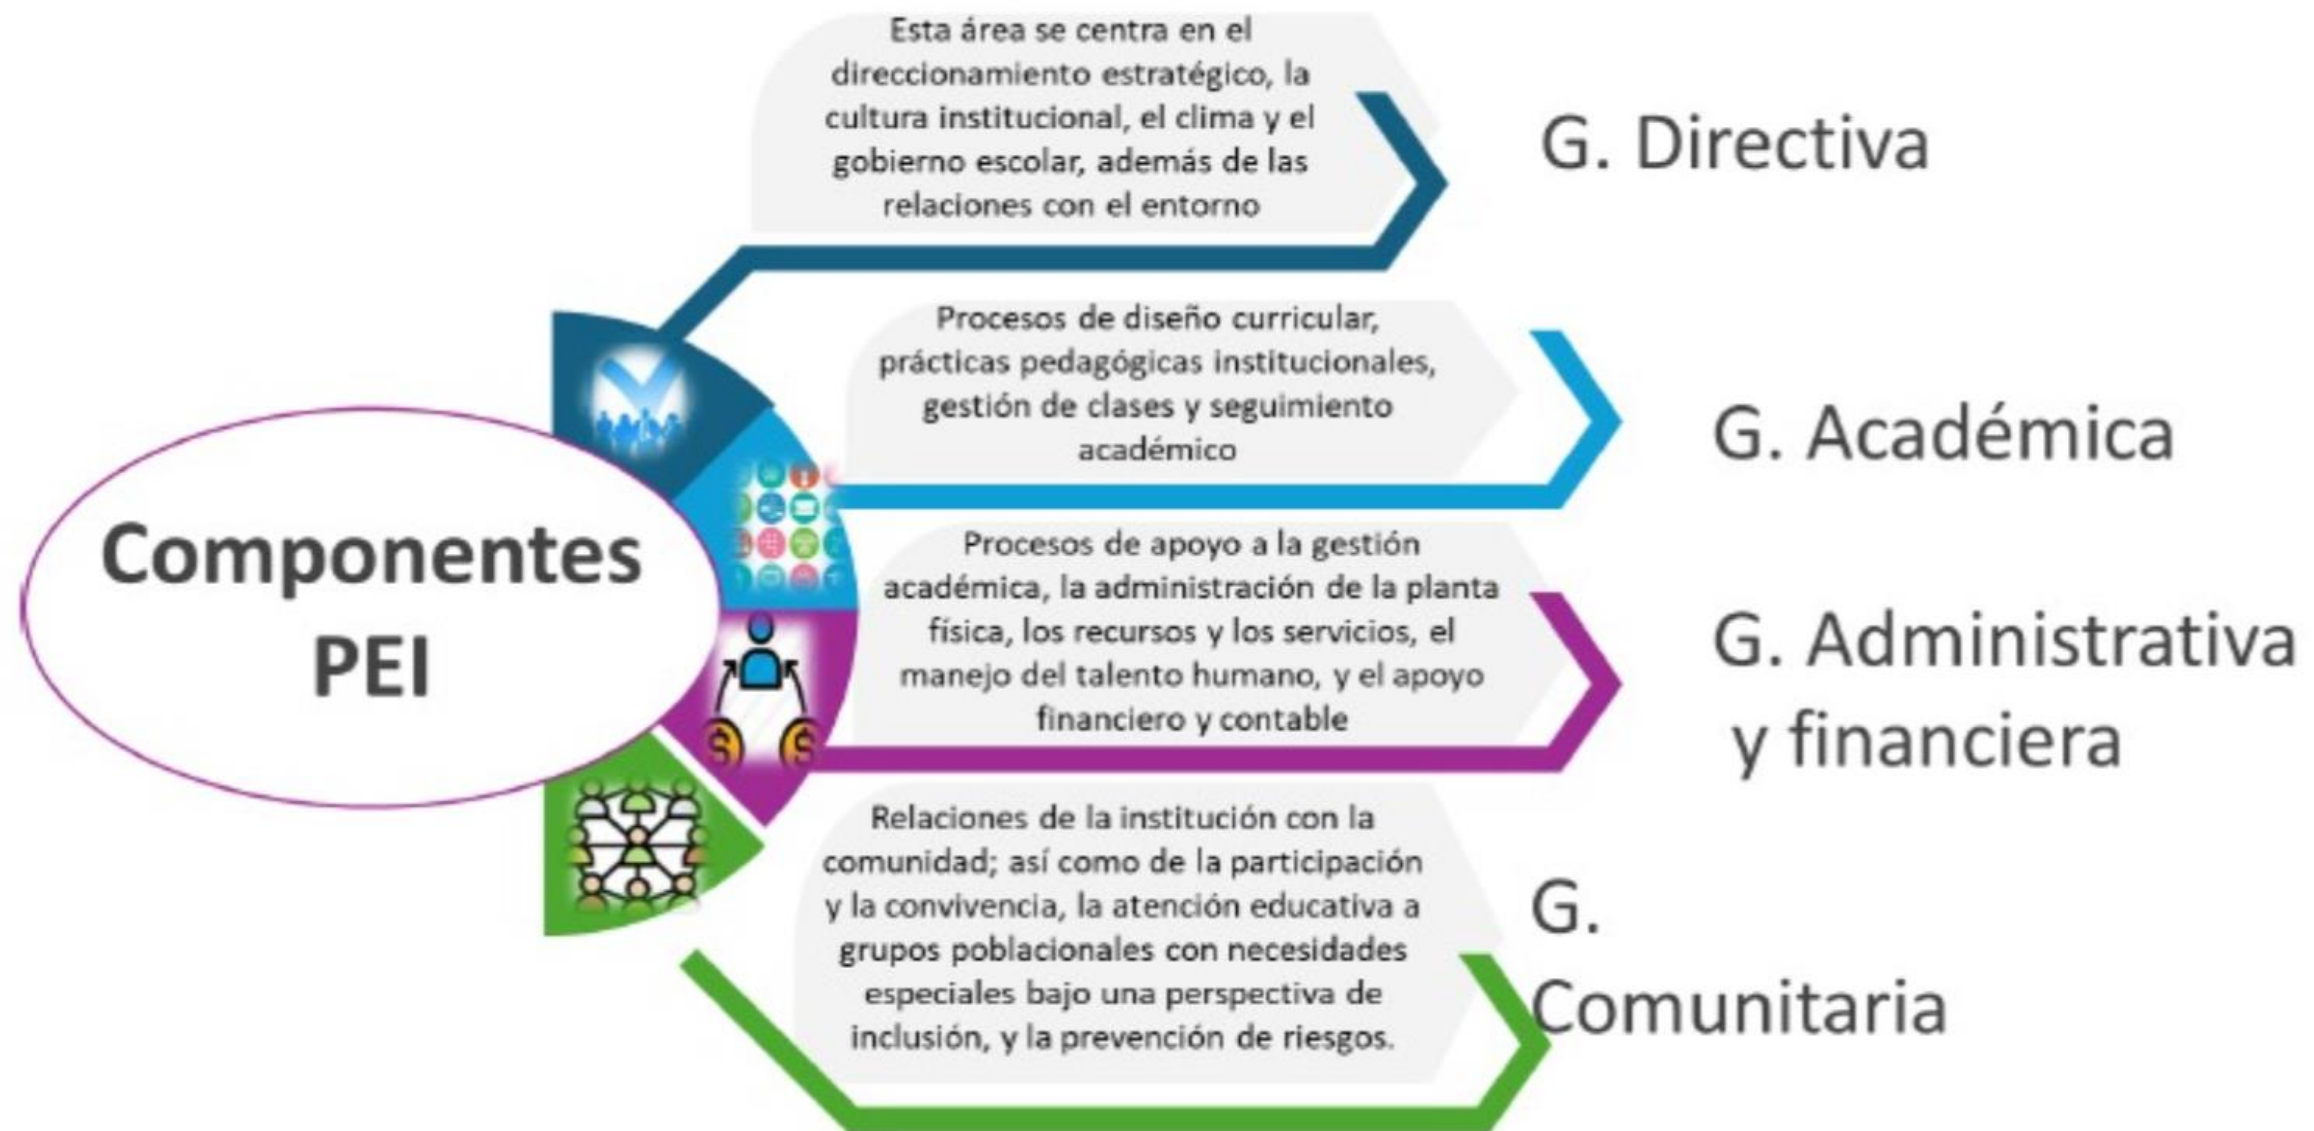 Componentes
PEI
Esta área se centra en el
direccionamiento estratégico, la
cultura institucional, el clima y el
gobierno escolar, además de las
relaciones con el entorno
G. Directiva
Procesos de diseño curricular,
prácticas pedagógicas institucionales,
gestión de clases y seguimiento
académico
G. Académica
Procesos de apoyo a la gestión
académica, la administración de la planta
física, los recursos y los servicios, el
manejo del talento humano, y el apoyo
financiero y contable
G. Administrativa
y financiera
Relaciones de la institución con la
comunidad; así como de la participación
y la convivencia, la atención educativa a
grupos poblacionales con necesidades
especiales bajo una perspectiva de
inclusión, y la prevención de riesgos.
G.
Comunitaria
$ $